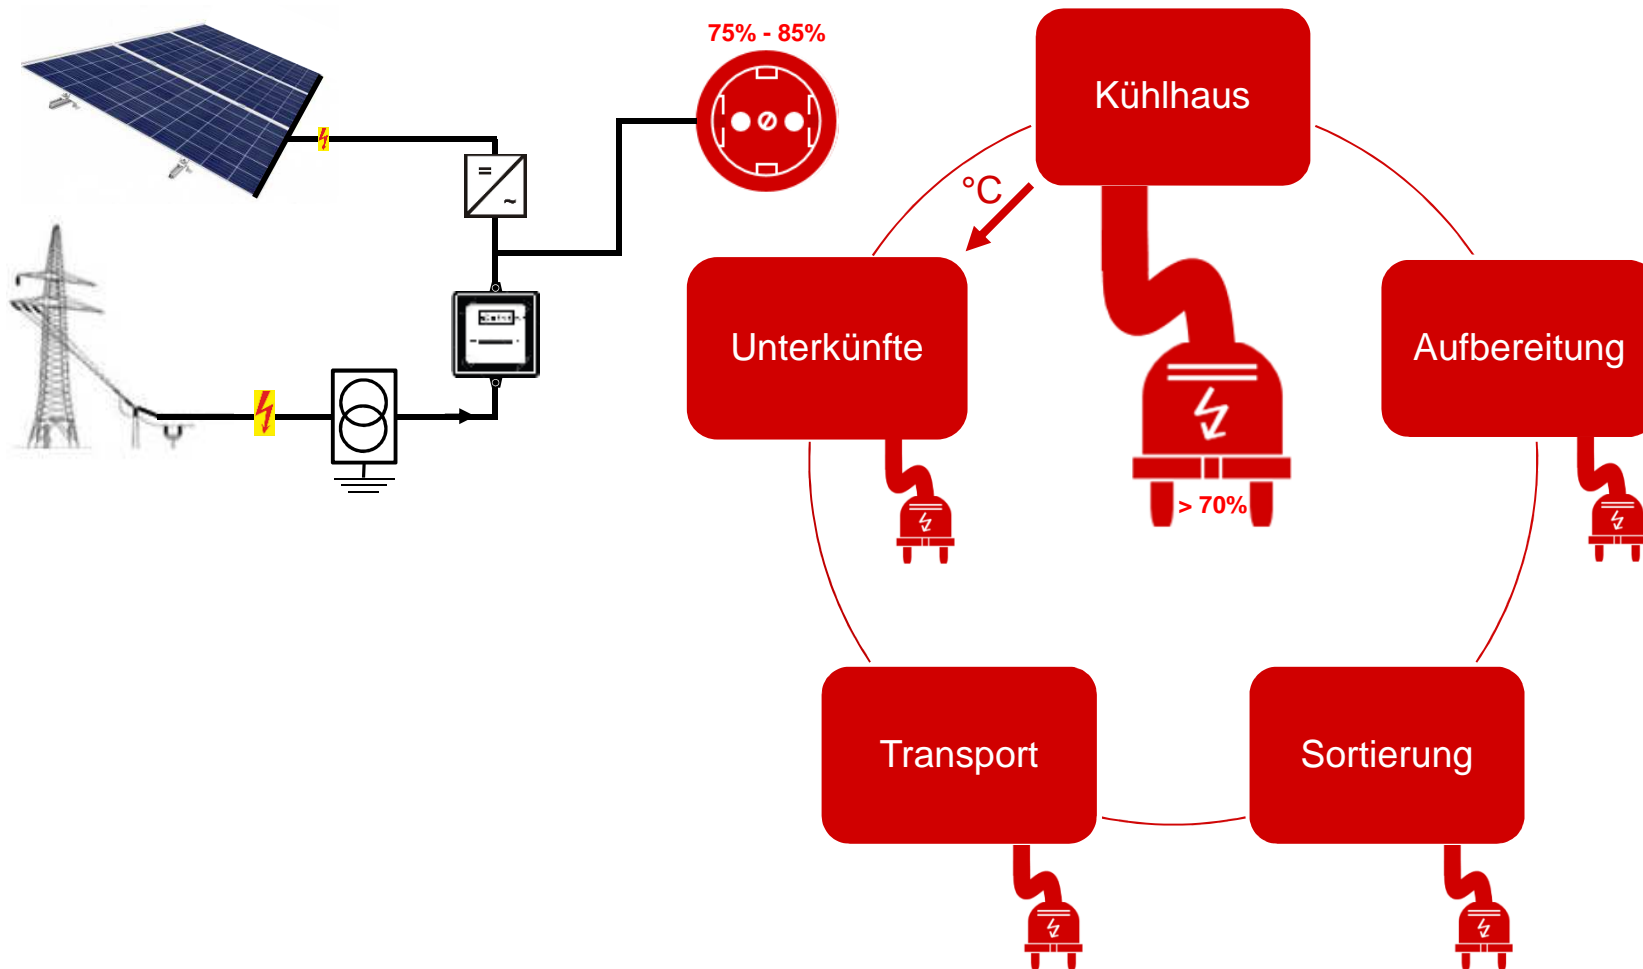 75% - 85%
Kühlhaus
°C
Unterkünfte
Aufbereitung
> 70%
Transport
Sortierung